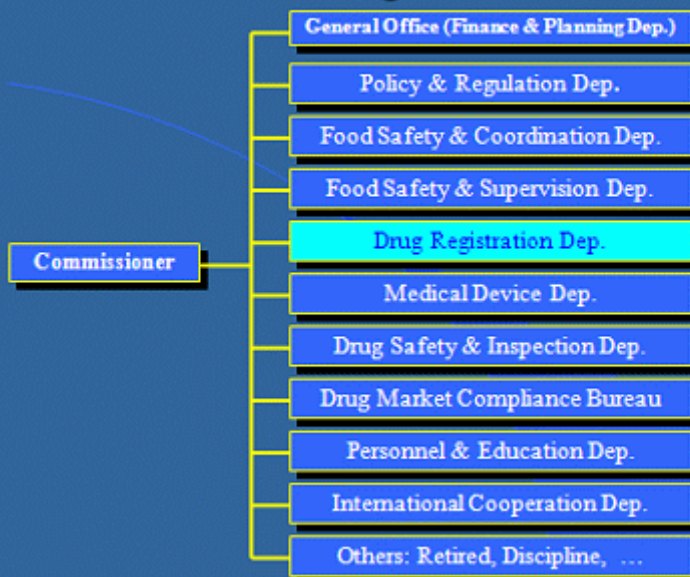 General Office (Finance & Planning Dep.)
Policy & Regulation Dep.
Food Safety & Coordination Dep.
Food Safety & Supervision Dep.
Drug Registration Dep.
Commissioner
Medical Device Dep.
Drug Safety & Inspection Dep.
Drug Market Compliance Bureau
Personnel & Education Dep.
International Cooperation Dep.
Others: Retired, Discipline, …